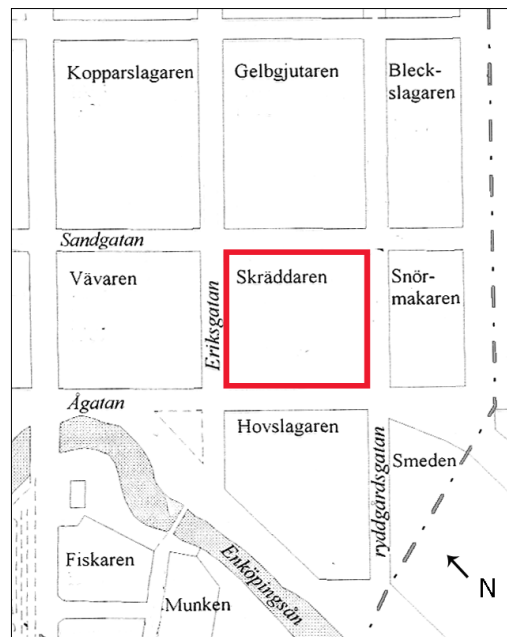 Kopparslagaren
Gelbgjutaren
Bleck-
slagaren
Sandgatan
Vävaren
Eriksgatan
Skräddaren
Snör-
makaren
Ågatan
Hovslagaren
ryddgårdsgatan
Smeden
Fiskaren
Enköpingsån
Munken
N